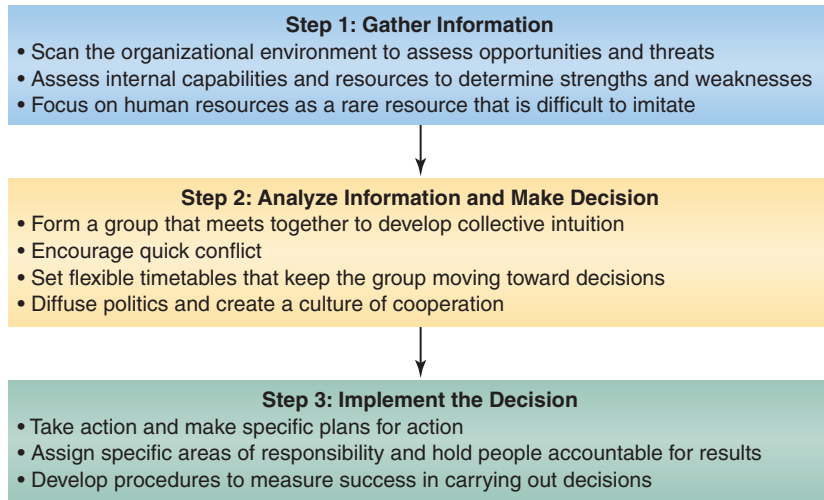 Step 1: Gather Information
• Scan the organizational environment to assess opportunities and threats
• Assess internal capabilities and resources to determine strengths and weaknesses
• Focus on human resources as a rare resource that is difficult to imitate
Step 2: Analyze Information and Make Decision
• Form a group that meets together to develop collective intuition
• Encourage quick conflict
• Set flexible timetables that keep the group moving toward decisions
• Diffuse politics and create a culture of cooperation
Step 3: Implement the Decision
• Take action and make specific plans for action
• Assign specific areas of responsibility and hold people accountable for results
• Develop procedures to measure success in carrying out decisions